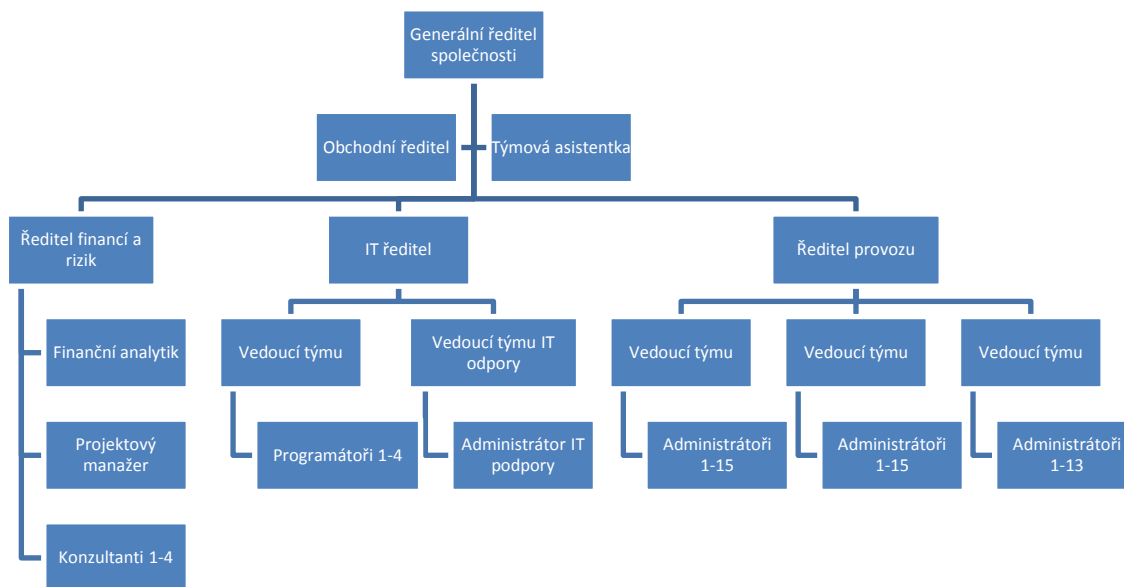 Generální ředitel
společnosti
Obchodní ředitel
Týmová asistentka
Ředitel financí a
rizik
IT ředitel
Ředitel provozu
Finanční analytik
Vedoucí týmu
Vedoucí týmu IT
odpory
Vedoucí týmu
Vedoucí týmu
Vedoucí týmu
Projektový
manažer
Programátoři 1-4
Administrátor IT
podpory
Administrátoři
1-15
Administrátoři
1-15
Administrátoři
1-13
Konzultanti 1-4